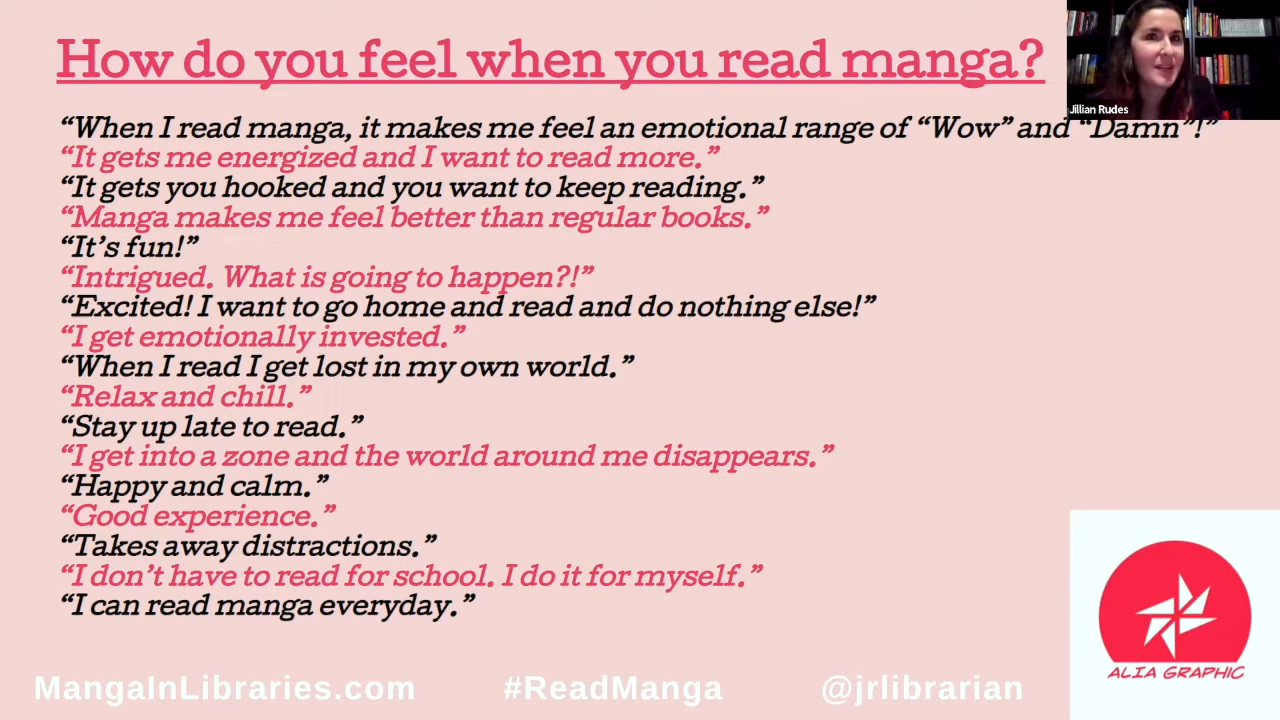 How do you feel when you read manga?
Jillian Rudes
“When I read manga, it makes me feel an emotional range of “Wow” and “Damn”!”
“It gets me energized and I want to read more.”
“It gets you hooked and you want to keep reading.”
“Manga makes me feel better than regular books.”
“It’s fun!”
“Intrigued. What is going to happen?!”
“Excited! I want to go home and read and do nothing else!”
“I get emotionally invested.”
“When I read I get lost in my own world.”
“Relax and chill.”
“Stay up late to read.”
“I get into a zone and the world around me disappears.”
“Happy and calm.”
“Good experience.”
“Takes away distractions.”
“I don’t have to read for school. I do it for myself.”
“I can read manga everyday.”
ALIA GRAPHIC
MangaInLibraries.com #ReadManga @jrlibrarian